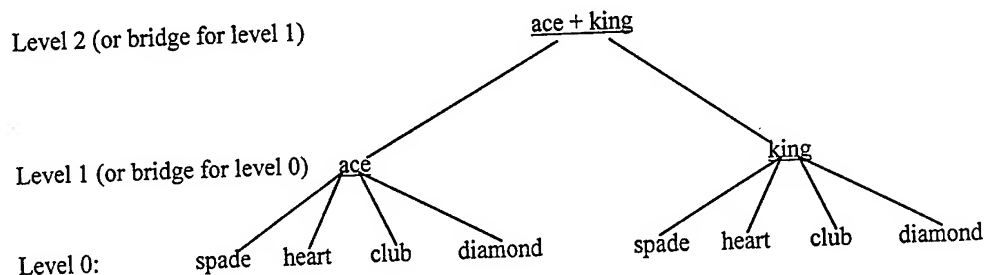 Level 2 (or bridge for level 1) ace + king
Level 1 (or bridge for level 0) ace king
Level 0: spade heart club diamond spade heart club diamond